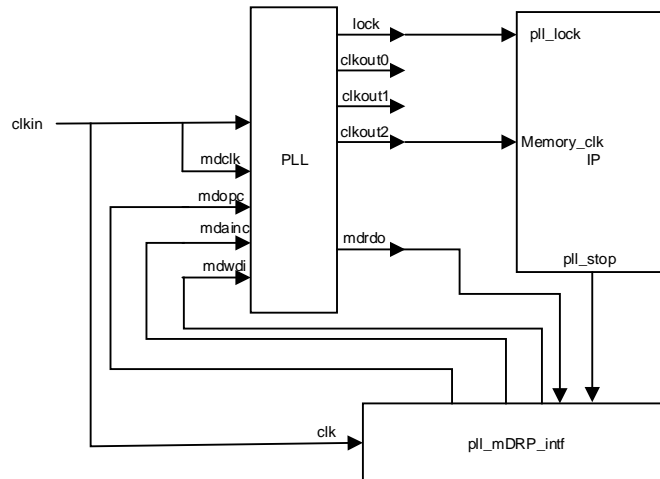 lock
pll_lock
clkout0
clkout1
clkin
clkout2
Memory_clk
mdclk
PLL
IP
mdopc
mdainc
mdrdo
mdwdi
pll_stop
clk
pll_mDRP_intf